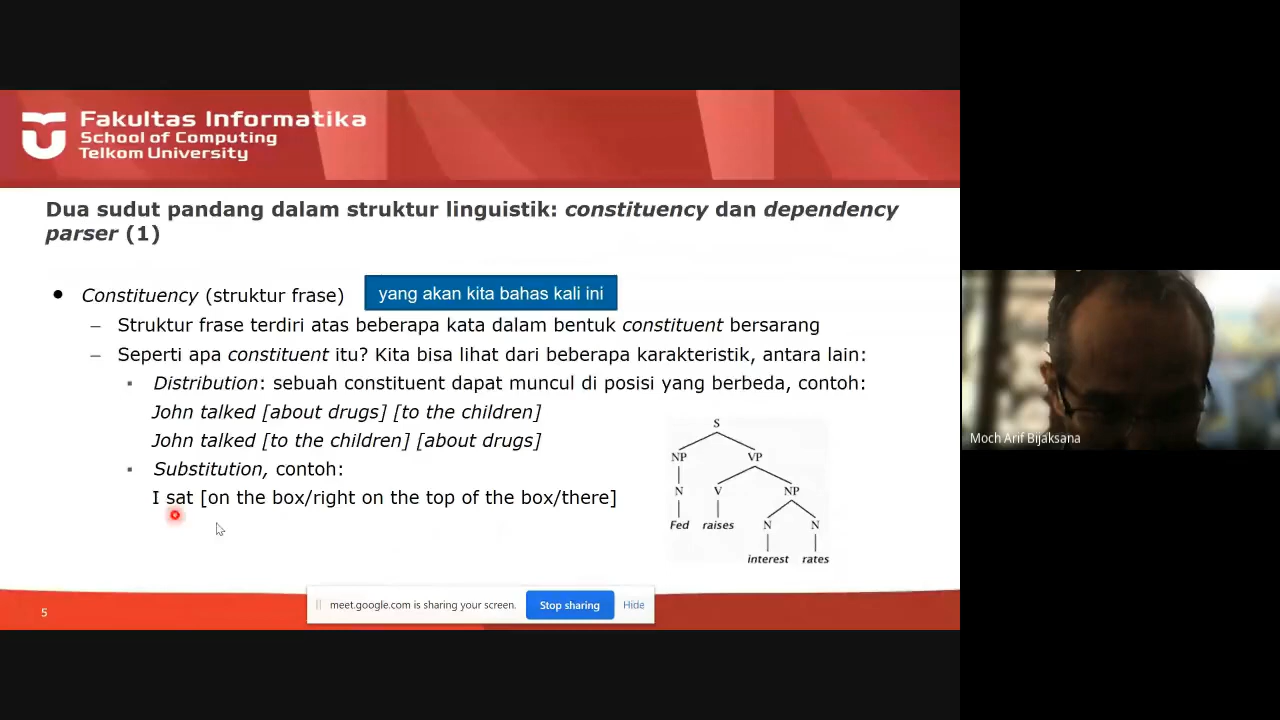 Fakultas Informatika
School of Computing
Telkom University
Dua sudut pandang dalam struktur linguistik: constituency dan dependency
parser (1)
● Constituency (struktur frase)
yang akan kita bahas kali ini
– Struktur frase terdiri atas beberapa kata dalam bentuk constituent bersarang
– Seperti apa constituent itu? Kita bisa lihat dari beberapa karakteristik, antara lain:
▪ Distribution: sebuah constituent dapat muncul di posisi yang berbeda, contoh:
John talked [about drugs] [to the children]
John talked [to the children] [about drugs]
▪ Substitution, contoh:
I sat [on the box/right on the top of the box/there]
S
NP VP
N V NP
Fed raises N N
interest rates
5
meet.google.com is sharing your screen. Stop sharing Hide
Moch Arif Bijaksana